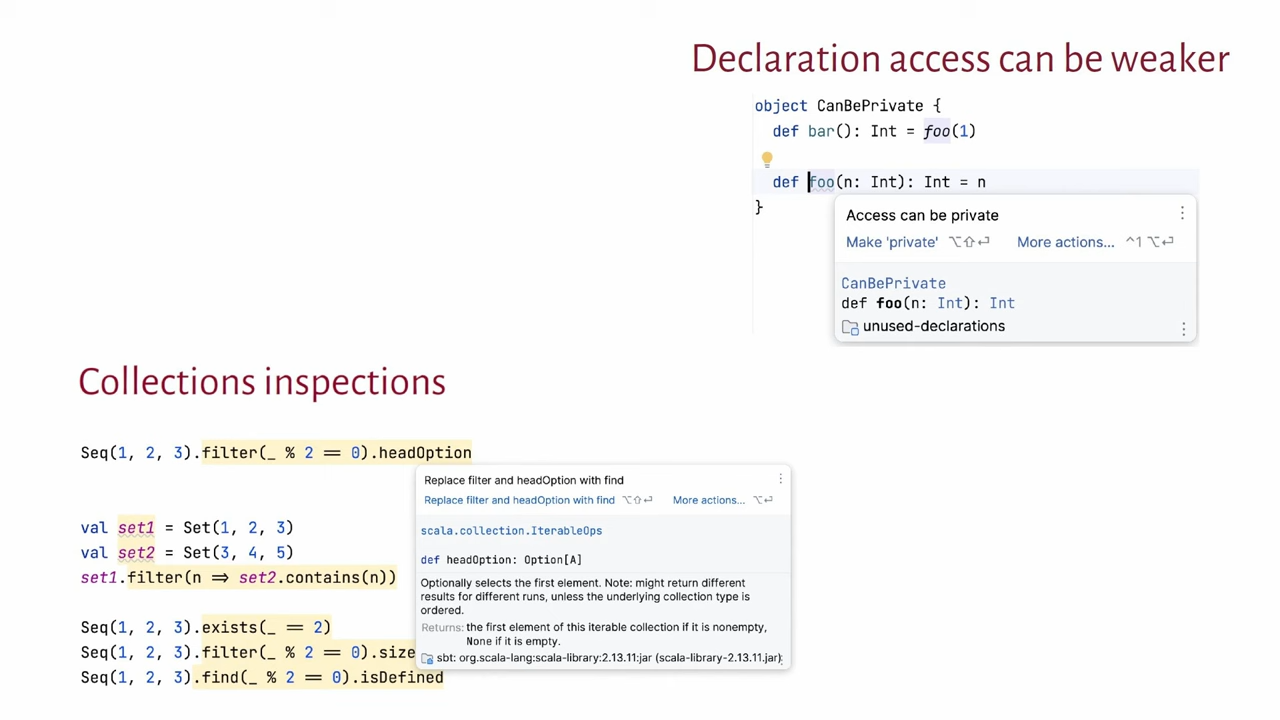 Declaration access can be weaker
object CanBePrivate {
def bar(): Int = foo(1)
def foo(n: Int): Int = n
}
Access can be private
Make 'private' ⌥⇧⏎ More actions... ^1 ⌥⏎
CanBePrivate
def foo(n: Int): Int
unused-declarations
Collections inspections
Seq(1, 2, 3).filter(_ % 2 == 0).headOption
val set1 = Set(1, 2, 3)
val set2 = Set(3, 4, 5)
set1.filter(n => set2.contains(n))
Seq(1, 2, 3).exists(_ == 2)
Seq(1, 2, 3).filter(_ % 2 == 0).size
Seq(1, 2, 3).find(_ % 2 == 0).isDefined
Replace filter and headOption with find
Replace filter and headOption with find ⌥⇧⏎ More actions... ⌥⏎
scala.collection.IterableOps
def headOption: Option[A]
Optionally selects the first element. Note: might return different
results for different runs, unless the underlying collection type is
ordered.
Returns: the first element of this iterable collection if it is nonempty,
None if it is empty.
sbt: org.scala-lang:scala-library:2.13.11:jar (scala-library-2.13.11.jar)